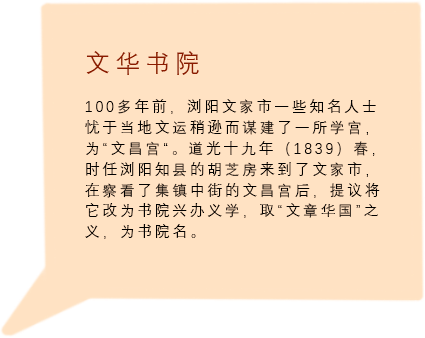 文华书院
100多年前，浏阳文家市一些知名人士
忧于当地文运稍逊而谋建了一所学宫，
为“文昌宫“。道光十九年（1839）春，
时任浏阳知县的胡芝房来到了文家市，
在察看了集镇中街的文昌宫后，提议将
它改为书院兴办义学，取“文章华国”之
义，为书院名。